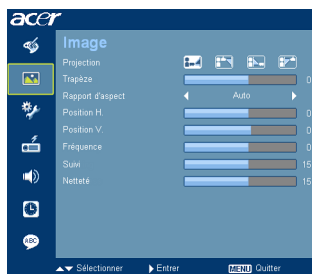 acer
Image
Projection
Trapèze 0
Rapport d'aspect Auto
Position H. 0
Position V. 0
Fréquence 0
Suivi 15
Netteté 15
ABC
Sélectionner Entrer MENU Quitter